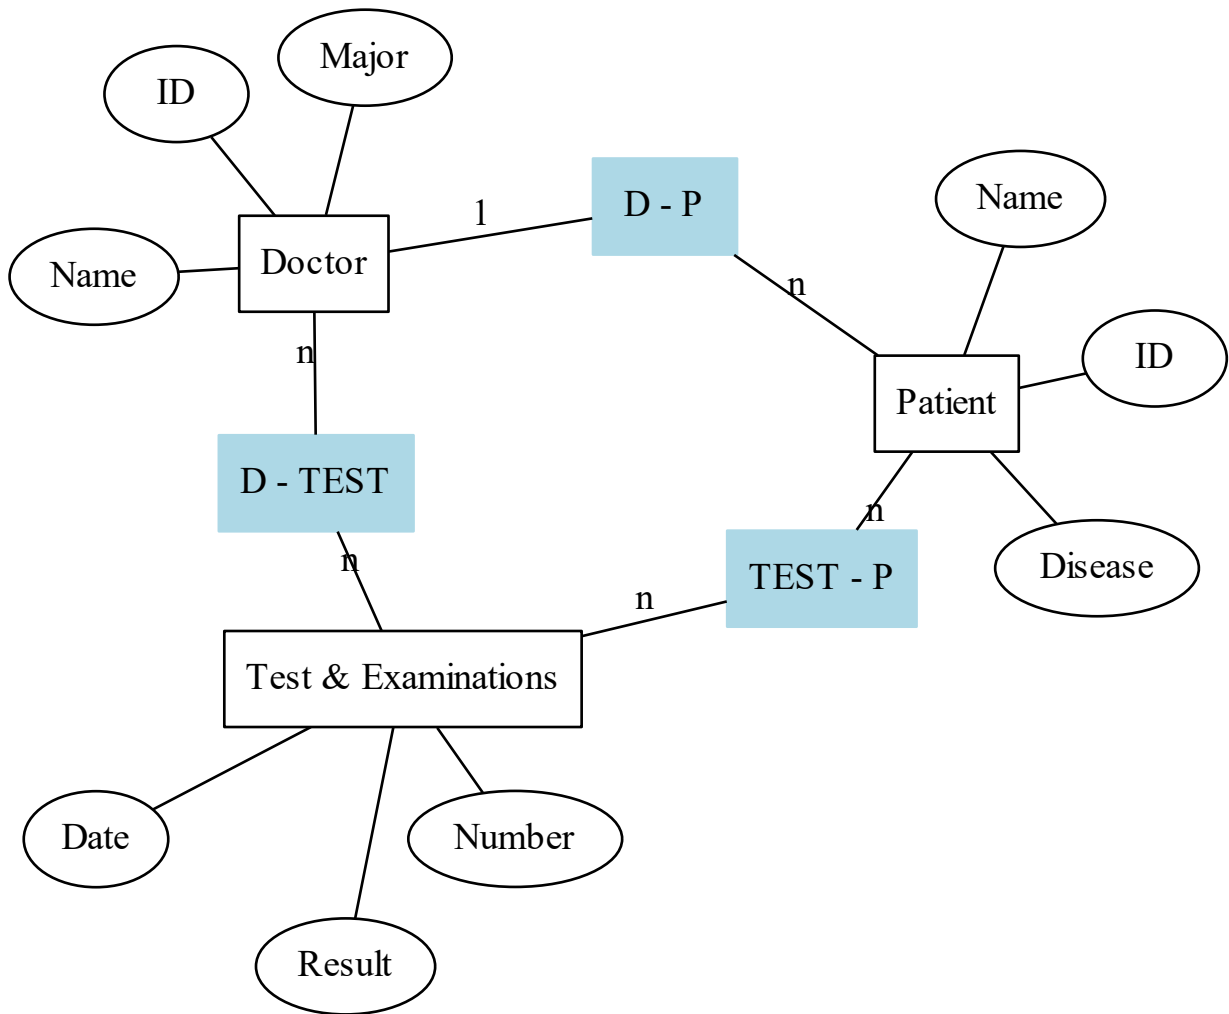 Major
ID
Name
D - P
1
Name
Doctor
n
n
ID
Patient
D - TEST
n
n
TEST - P
Disease
n
Test & Examinations
Date
Number
Result